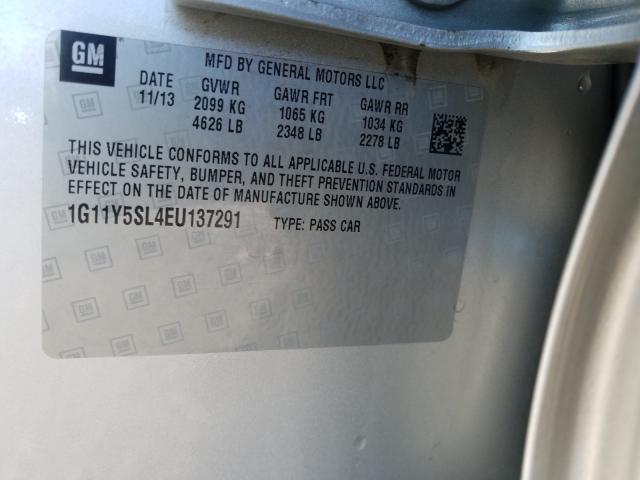 GM
MFD BY GENERAL MOTORS LLC
DATE GVWR GAWR FRT GAWR RR
11/13 2099 KG 1065 KG 1034 KG
4626 LB 2348 LB 2278 LB
THIS VEHICLE CONFORMS TO ALL APPLICABLE U.S. FEDERAL MOTOR
VEHICLE SAFETY, BUMPER, AND THEFT PREVENTION STANDARDS IN
EFFECT ON THE DATE OF MANUFACTURE SHOWN ABOVE.
1G11Y5SL4EU137291 TYPE: PASS CAR